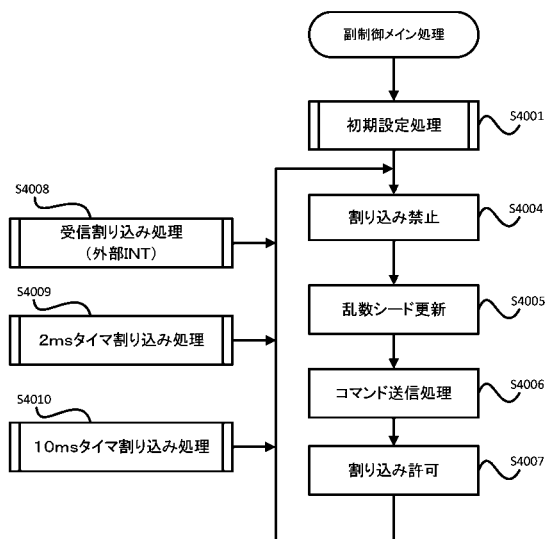 副制御メイン処理
初期設定処理
S4001
S4008
受信割り込み処理
(外部INT)
割り込み禁止
S4004
S4009
2msタイマ割り込み処理
乱数シード更新
S4005
S4010
10msタイマ割り込み処理
コマンド送信処理
S4006
割り込み許可
S4007